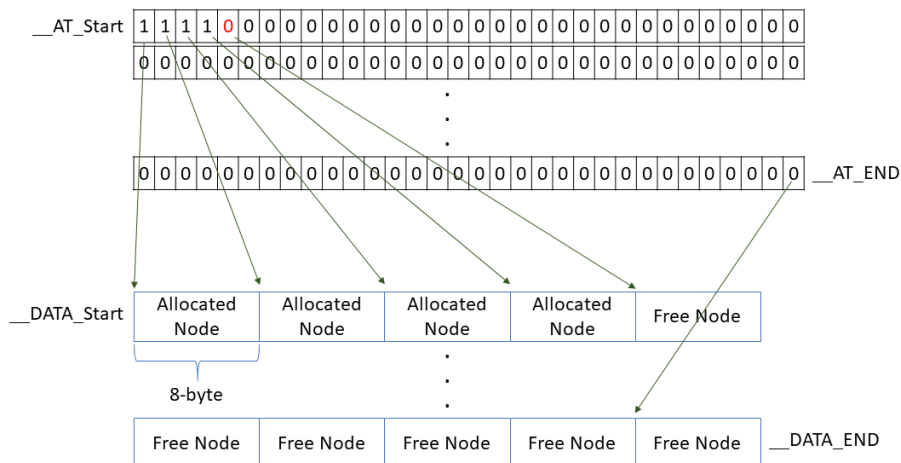 __AT_Start 1 1 1 1 0 0 0 0 0 0 0 0 0 0 0 0 0 0 0 0 0 0 0 0 0 0 0 0 0 0 0 0
0 0 0 0 0 0 0 0 0 0 0 0 0 0 0 0 0 0 0 0 0 0 0 0 0 0 0 0 0 0 0 0
0 0 0 0 0 0 0 0 0 0 0 0 0 0 0 0 0 0 0 0 0 0 0 0 0 0 0 0 0 0 0 0 __AT_END
__DATA_Start
Allocated
Node
Allocated
Node
Allocated
Node
Allocated
Node
Free Node
8-byte
Free Node Free Node Free Node Free Node Free Node __DATA_END